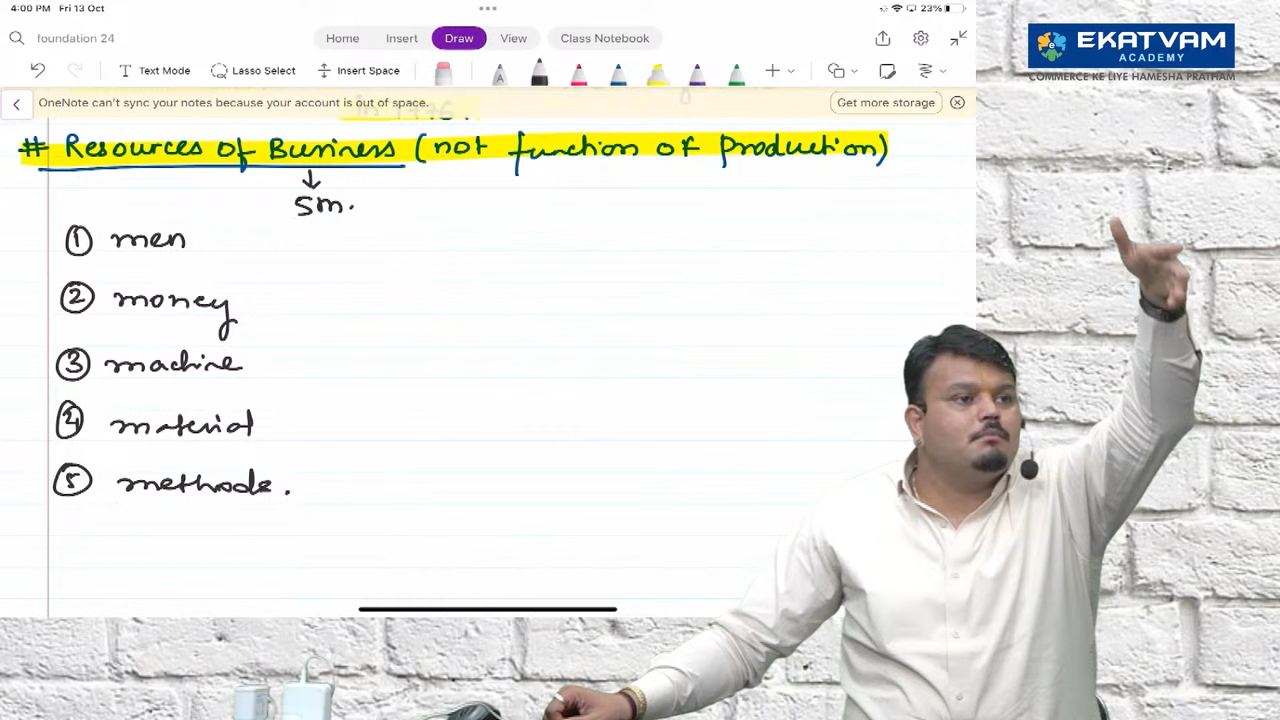 4:00 PM Fri 13 Oct
23%
foundation 24
Home Insert Draw View Class Notebook
Text Mode Lasso Select Insert Space
OneNote can't sync your notes because your account is out of space.
Get more storage
# Resources of Business (not function of production)
5m.
① men
② money
③ machine
④ material
⑤ methods.
EKATVAM
ACADEMY
COMMERCE KE LIYE HAMESHA PRATHAM